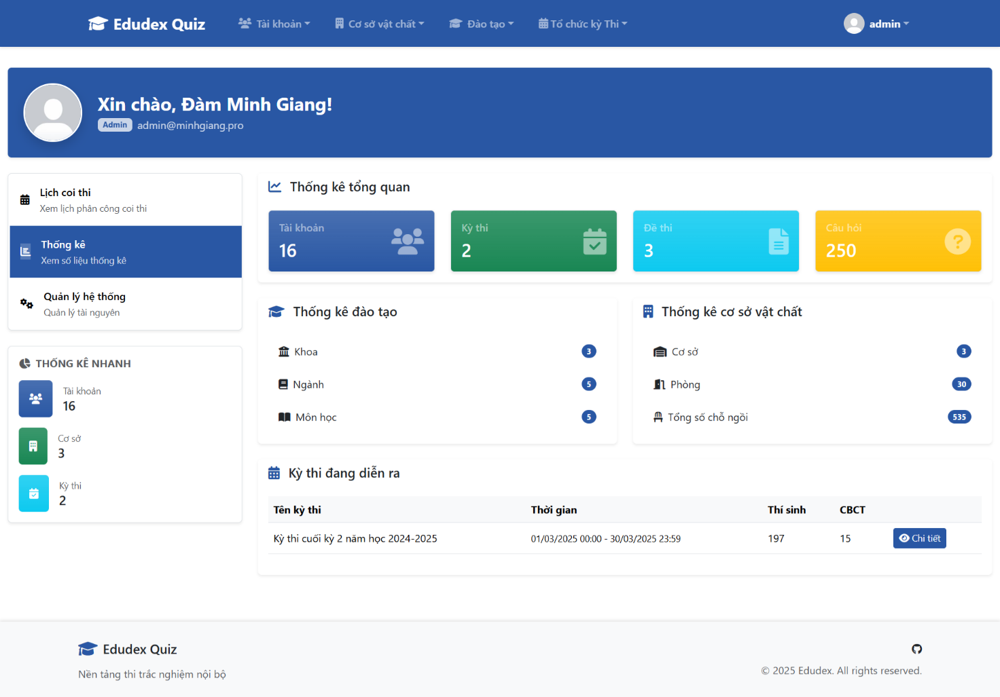 Edudex Quiz
Tài khoản
Cơ sở vật chất
Đào tạo
Tổ chức kỳ Thi
admin
Xin chào, Đàm Minh Giang!
Admin admin@minhgiang.pro
Lịch coi thi
Xem lịch phân công coi thi
Thống kê
Xem số liệu thống kê
Quản lý hệ thống
Quản lý tài nguyên
THỐNG KÊ NHANH
Tài khoản
16
Cơ sở
3
Kỳ thi
2
Thống kê tổng quan
Tài khoản
16
Kỳ thi
2
Đề thi
3
Câu hỏi
250
Thống kê đào tạo
Khoa 3
Ngành 5
Môn học 5
Thống kê cơ sở vật chất
Cơ sở 3
Phòng 30
Tổng số chỗ ngồi 535
Kỳ thi đang diễn ra
Tên kỳ thi Thời gian Thí sinh CBCT
Kỳ thi cuối kỳ 2 năm học 2024-2025 01/03/2025 00:00 - 30/03/2025 23:59 197 15 Chi tiết
Edudex Quiz
Nền tảng thi trắc nghiệm nội bộ
© 2025 Edudex. All rights reserved.